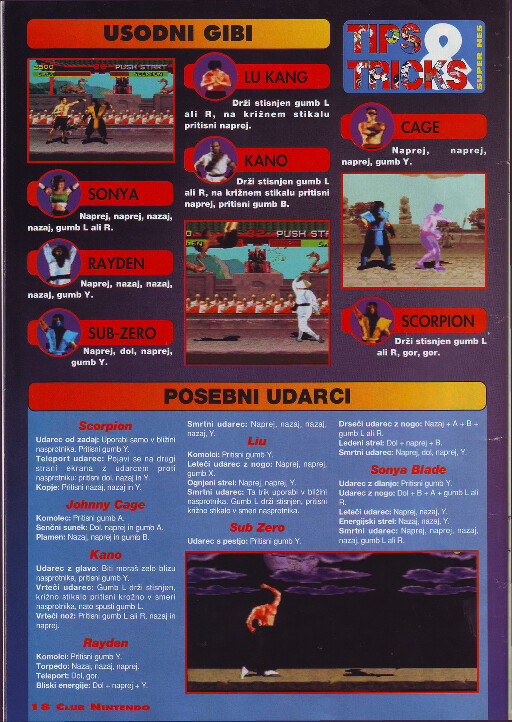 USODNI GIBI
TIPS
&
TRICKS
SUPER NES
PUSH START
LU KANG
Drži stisnjen gumb L
ali R, na križnem stikalu
pritisni naprej.
KANO
Drži stisnjen gumb L
ali R, na križnem stikalu pritisni
naprej, pritisni gumb B.
CAGE
Naprej, naprej,
naprej, gumb Y.
SONYA
Naprej, naprej, nazaj,
nazaj, gumb L ali R.
RAYDEN
Naprej, nazaj, nazaj,
nazaj, gumb Y.
SUB-ZERO
Naprej, dol, naprej,
gumb Y.
PUSH STAR
SCORPION
Drži stisnjen gumb L
ali R, gor, gor.
POSEBNI UDARCI
Scorpion
Udarec od zadaj: Uporabi samo v bližini
nasprotnika. Pritisni gumb Y.
Teleport udarec: Pojavi se na drugi
strani ekrana z udarcem proti
nasprotniku: pritisni dol, nazaj in Y.
Kopje: Pritisni nazaj, nazaj in Y.
Johnny Cage
Komolec: Pritisni gumb A.
Senčni sunek: Dol, naprej in gumb A.
Plamen: Nazaj, naprej in gumb B.
Kano
Udarec z glavo: Biti moraš zelo blizu
nasprotnika, pritisni gumb Y.
Vrteči udarec: Gumb L drži stisnjen,
križno stikalo pritisni krožno v smeri
nasprotnika, nato spusti gumb L.
Vrteči nož: Pritisni gumb L ali R, nazaj in
naprej.
Rayden
Komolci: Pritisni gumb Y.
Torpedo: Nazaj, nazaj, naprej.
Teleport: Dol, gor.
Bliski energije: Dol + naprej + Y.
Smrtni udarec: Naprej, nazaj, nazaj,
nazaj, Y.
Liu
Komolci: Pritisni gumb Y.
Leteči udarec z nogo: Naprej, naprej,
gumb X.
Ognjeni strel: Naprej, naprej, Y.
Smrtni udarec: Ta trik uporabi v bližini
nasprotnika. Gumb L drži stisnjen, pritisni
križno stikalo v smeri nasprotnika.
Sub Zero
Udarec s pestjo: Pritisni gumb Y.
Drseči udarec z nogo: Nazaj + A + B +
gumb L ali R.
Ledeni strel: Dol + naprej + B.
Smrtni udarec: Naprej, dol, naprej, Y.
Sonya Blade
Udarec z dlanjo: Pritisni gumb Y.
Udarec z nogo: Dol + B + A + gumb L ali
R.
Leteči udarec: Naprej, nazaj, Y.
Energijski strel: Nazaj, nazaj, Y.
Smrtni udarec: Naprej, naprej, nazaj,
nazaj, gumb L ali R.
18 CLUB NINTENDO